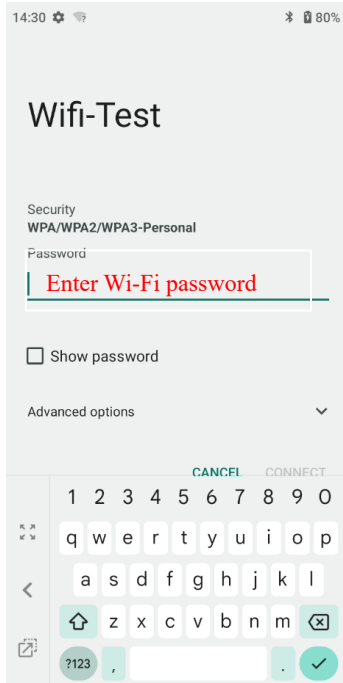 14:30 80%
Wifi-Test
Security
WPA/WPA2/WPA3-Personal
Password
Enter Wi-Fi password
Show password
Advanced options
CANCEL CONNECT
1 2 3 4 5 6 7 8 9 0
q w e r t y u i o p
a s d f g h j k l
z x c v b n m
?123 , .